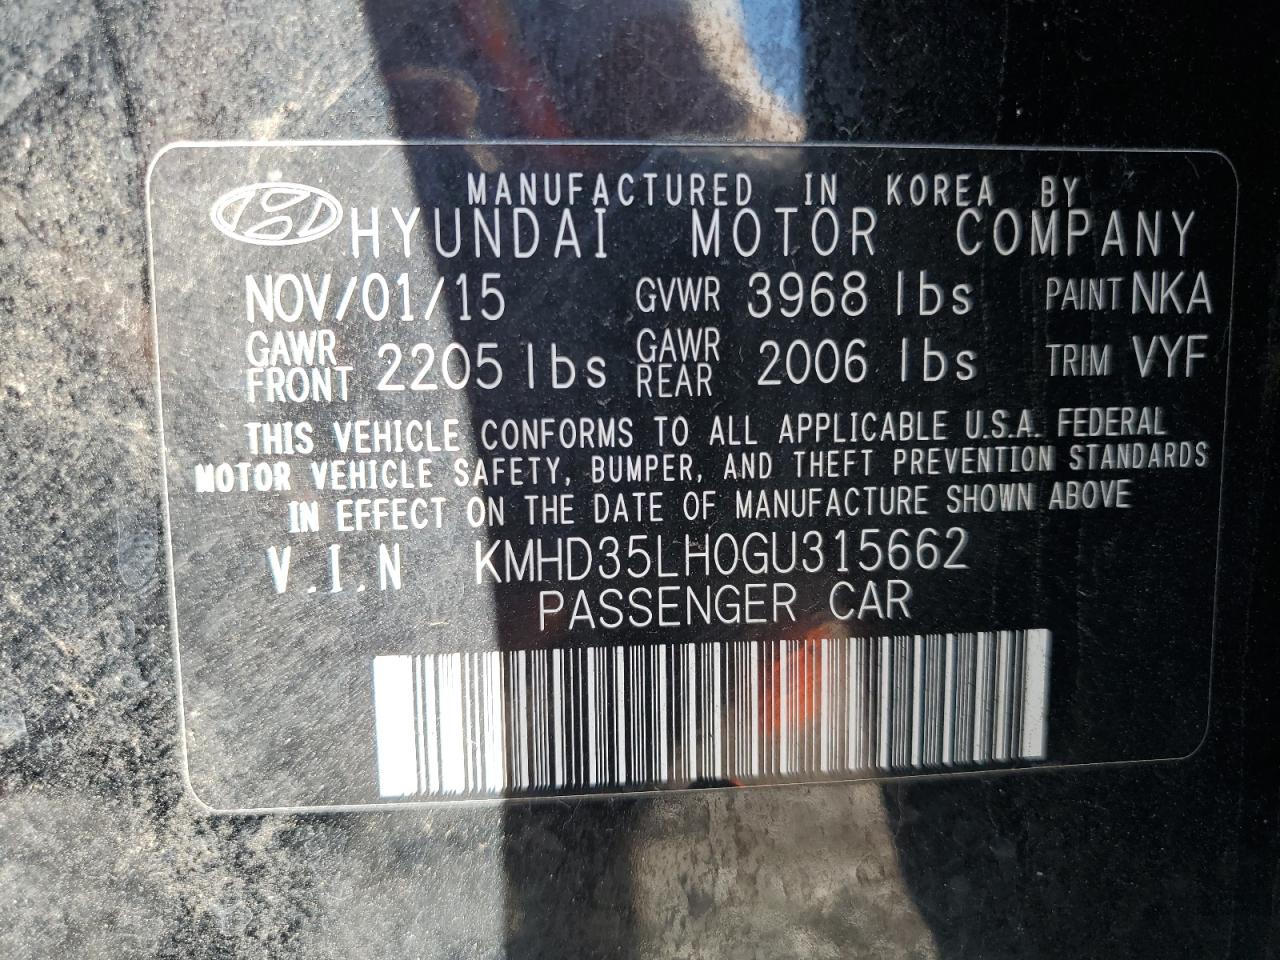 MANUFACTURED IN KOREA BY
HYUNDAI MOTOR COMPANY
NOV/01/15 GVWR 3968 lbs PAINT NKA
GAWR FRONT 2205 lbs GAWR REAR 2006 lbs TRIM VYF
THIS VEHICLE CONFORMS TO ALL APPLICABLE U.S.A. FEDERAL
MOTOR VEHICLE SAFETY, BUMPER, AND THEFT PREVENTION STANDARDS
IN EFFECT ON THE DATE OF MANUFACTURE SHOWN ABOVE
V.I.N KMHD35LH0GU315662
PASSENGER CAR